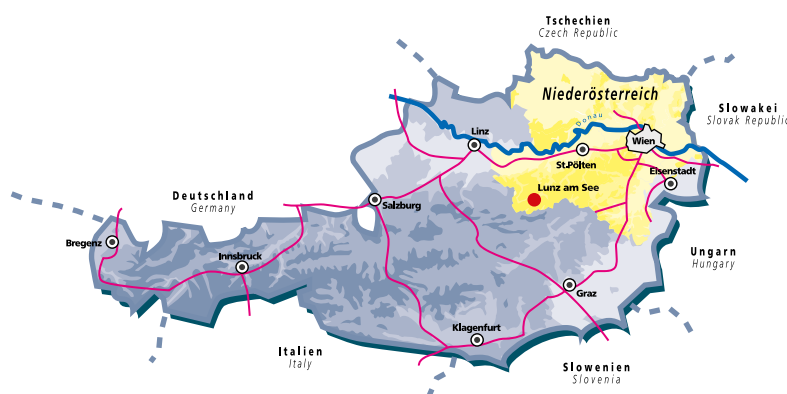 Tschechien
Czech Republic
Niederösterreich
Slowakei
Slovak Republic
Donau
Linz
Wien
St.Pölten
Eisenstadt
Lunz am See
Deutschland
Germany
Salzburg
Bregenz
Innsbruck
Ungarn
Hungary
Graz
Klagenfurt
Italien
Italy
Slowenien
Slovenia